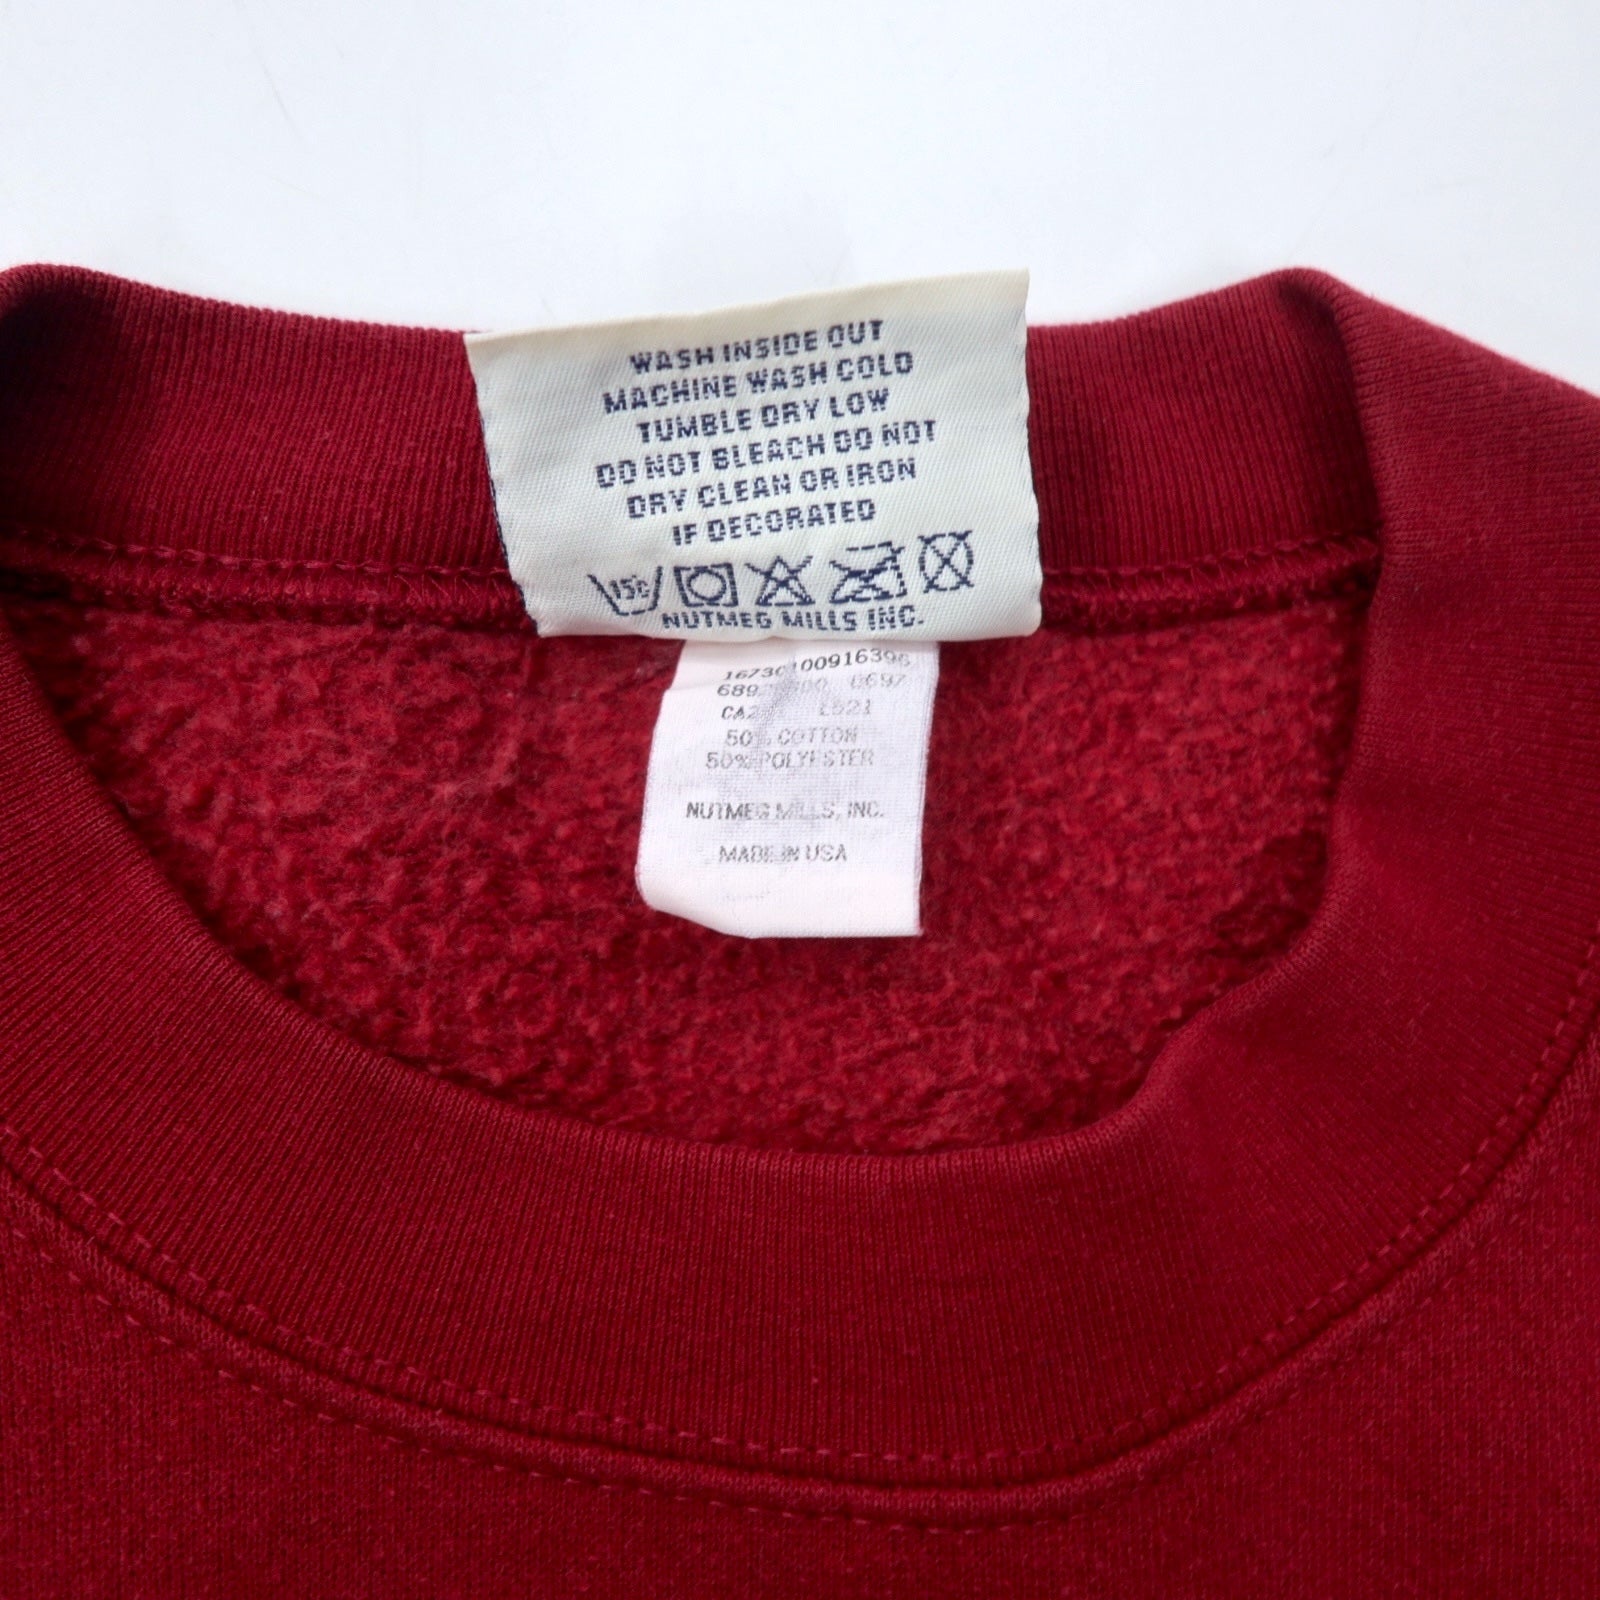 WASH INSIDE OUT
MACHINE WASH COLD
TUMBLE DRY LOW
DO NOT BLEACH DO NOT
DRY CLEAN OR IRON
IF DECORATED
15°C
NUTMEG MILLS INC.
50% COTTON
50% POLYESTER
NUTMEG MILLS, INC.
MADE IN USA